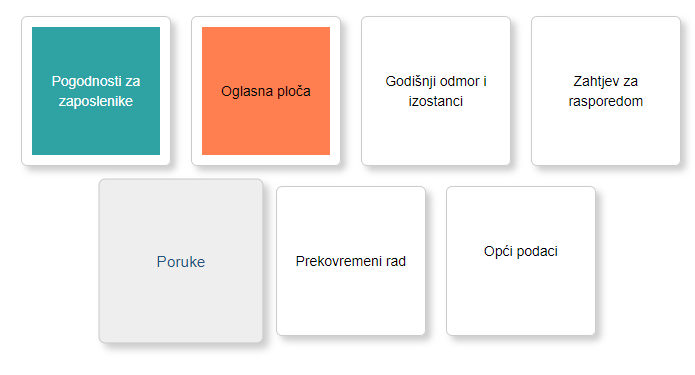 Pogodnosti za
zaposlenike
Oglasna ploča
Godišnji odmor i
izostanci
Zahtjev za
rasporedom
Poruke
Prekovremeni rad
Opći podaci